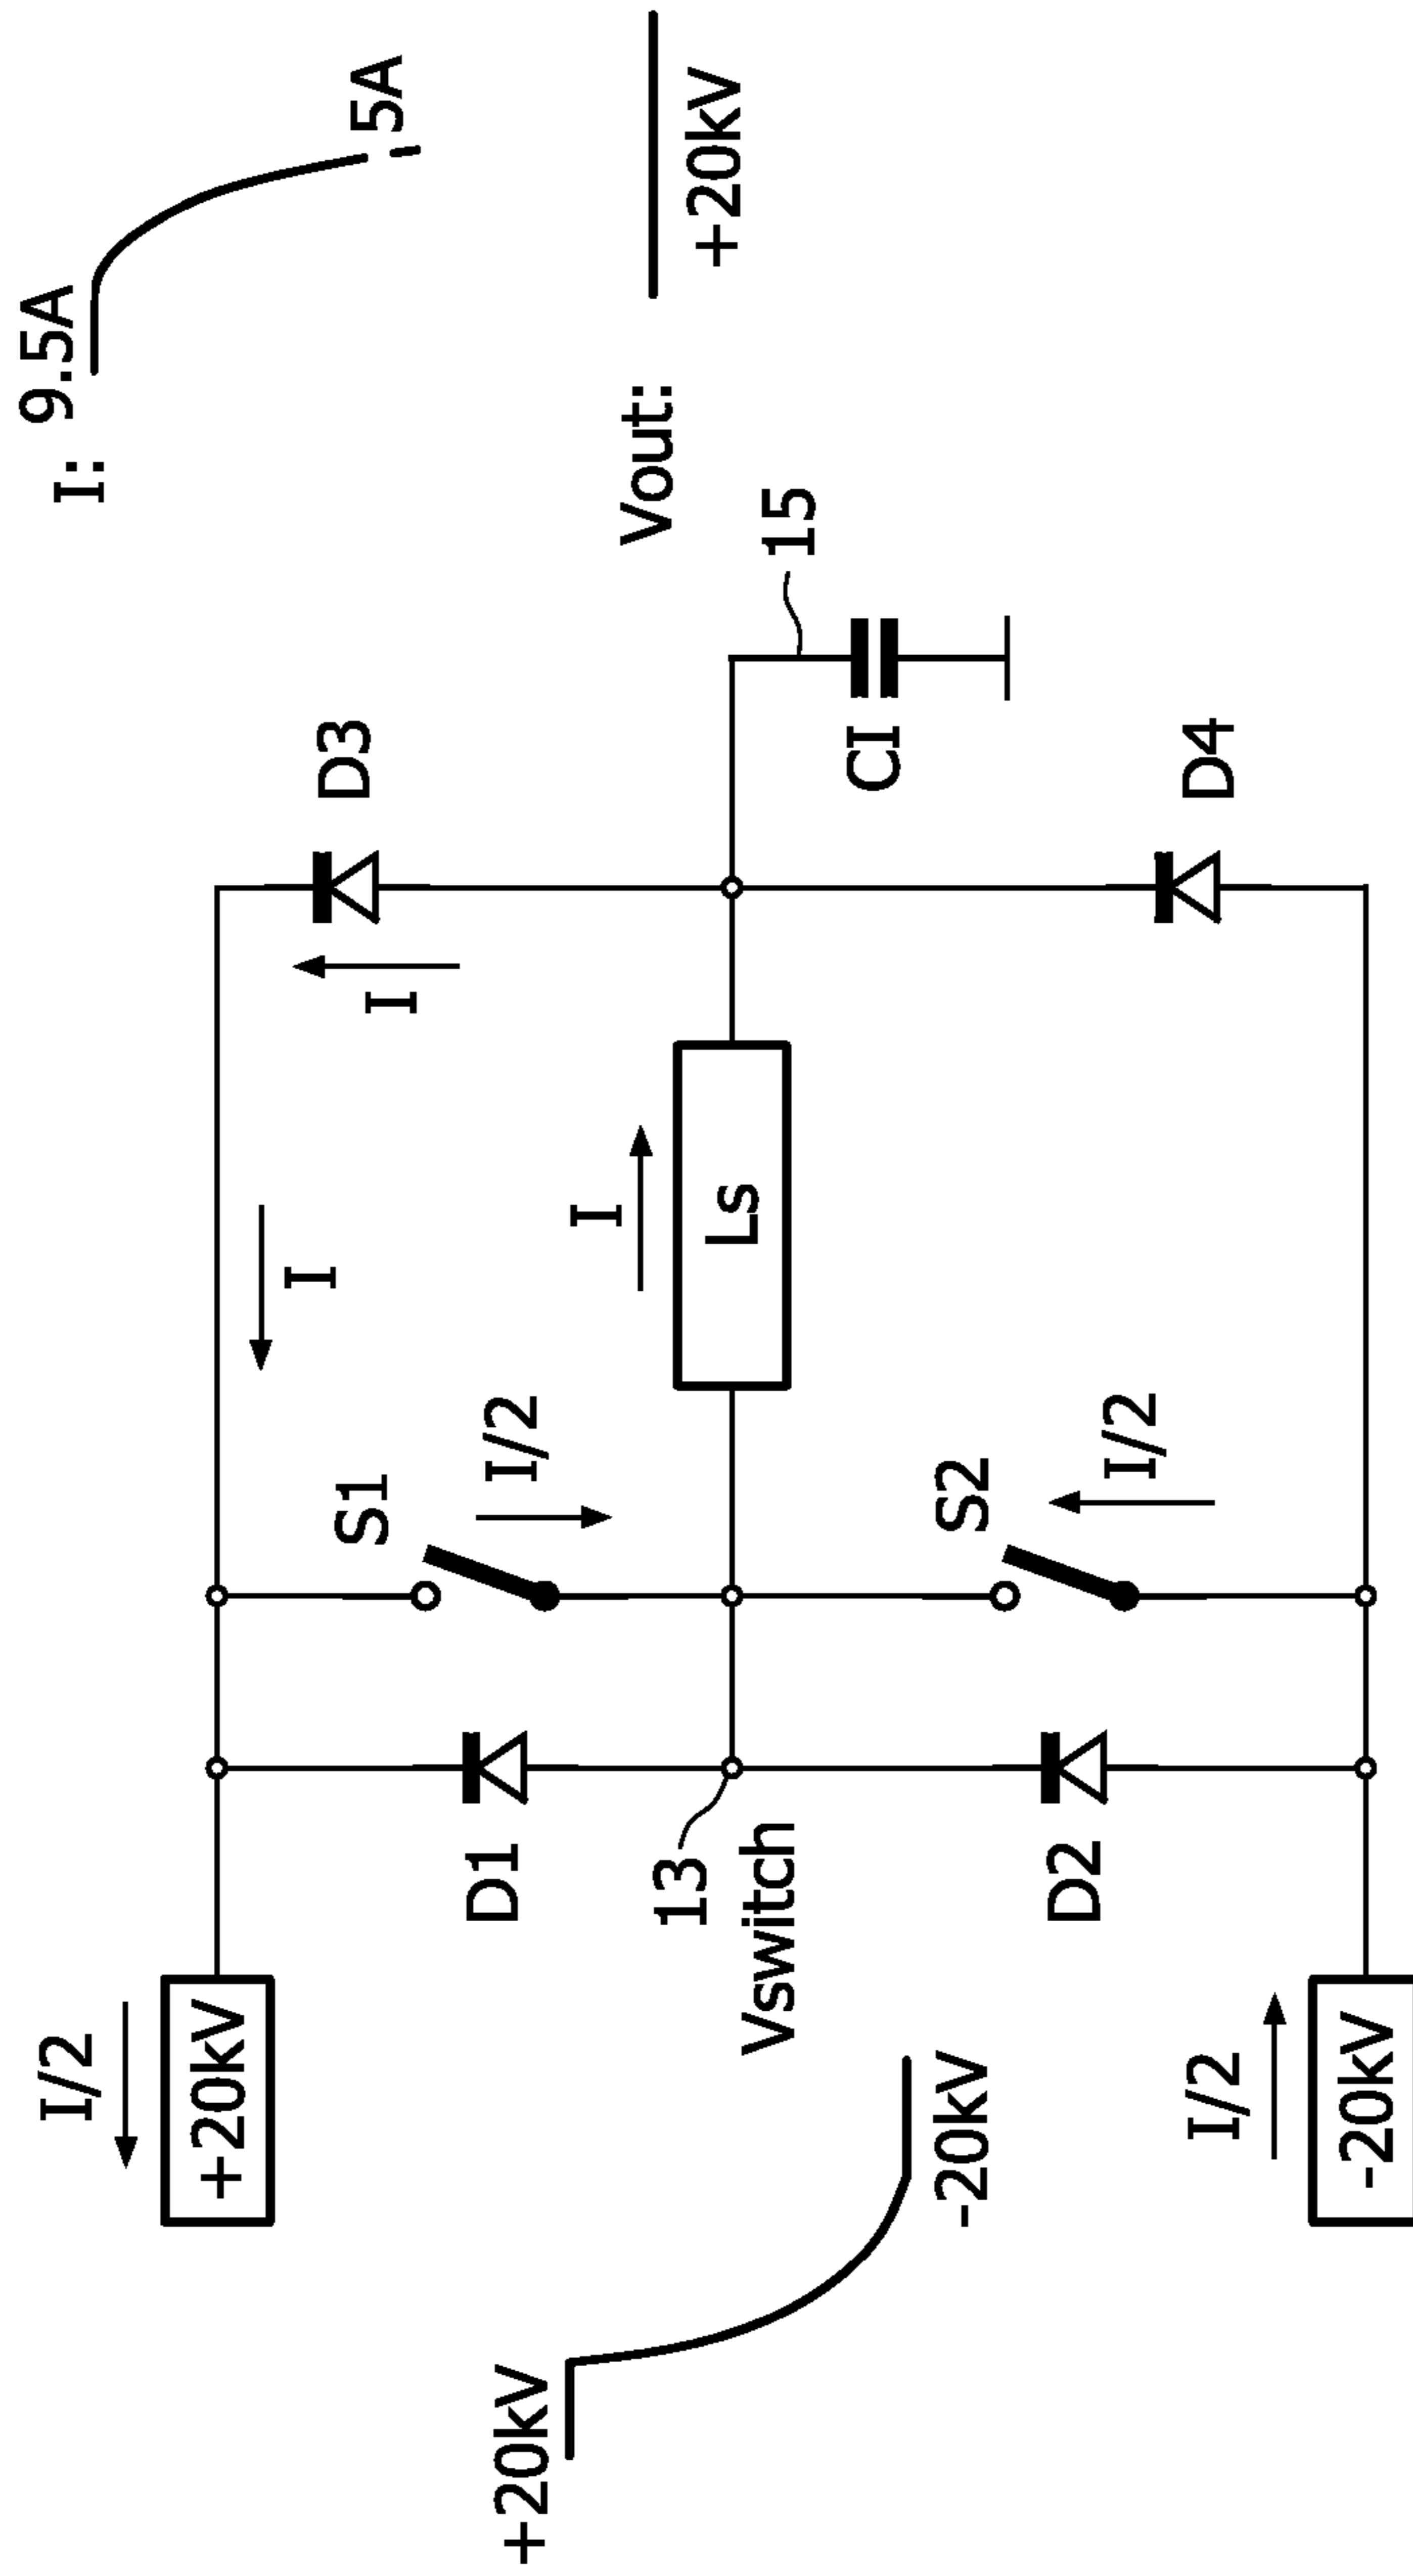 I: 9.5A
I/2
+20kV
I
D3
S1
5A
I
D1
I/2
+20kV
I
Vout:
13
+20kV
Ls
Vswitch
15
CI
-20kV
S2
D2
I/2
D4
I/2
-20kV